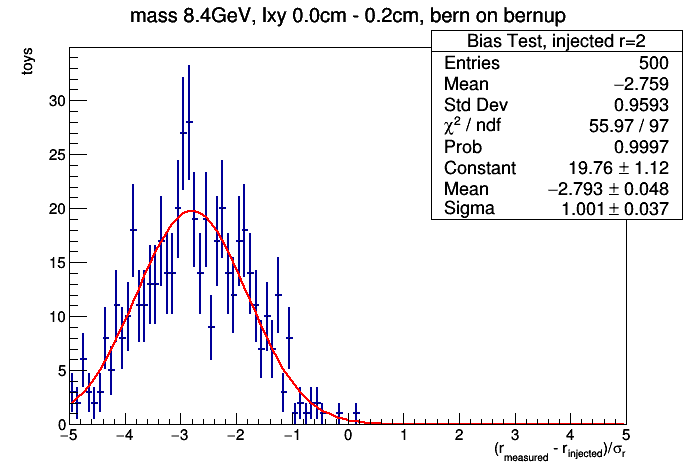 mass 8.4GeV, lxy 0.0cm - 0.2cm, bern on bernup
Bias Test, injected r=2
Entries 500
Mean −2.759
Std Dev 0.9593
χ² / ndf 55.97 / 97
Prob 0.9997
Constant 19.76 ± 1.12
Mean −2.793 ± 0.048
Sigma 1.001 ± 0.037
toys
30
25
20
15
10
5
0
−5 −4 −3 −2 −1 0 1 2 3 4 5
(r_measured - r_injected)/σ_r